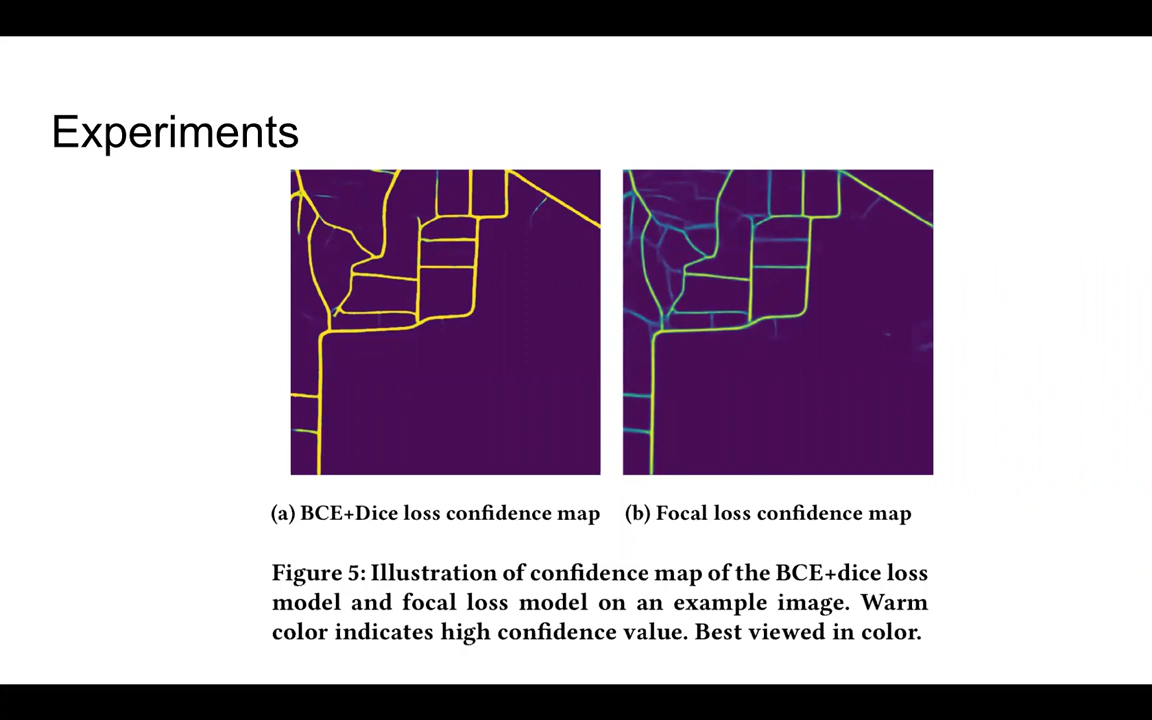 Experiments
(a) BCE+Dice loss confidence map
(b) Focal loss confidence map
Figure 5: Illustration of confidence map of the BCE+dice loss
model and focal loss model on an example image. Warm
color indicates high confidence value. Best viewed in color.